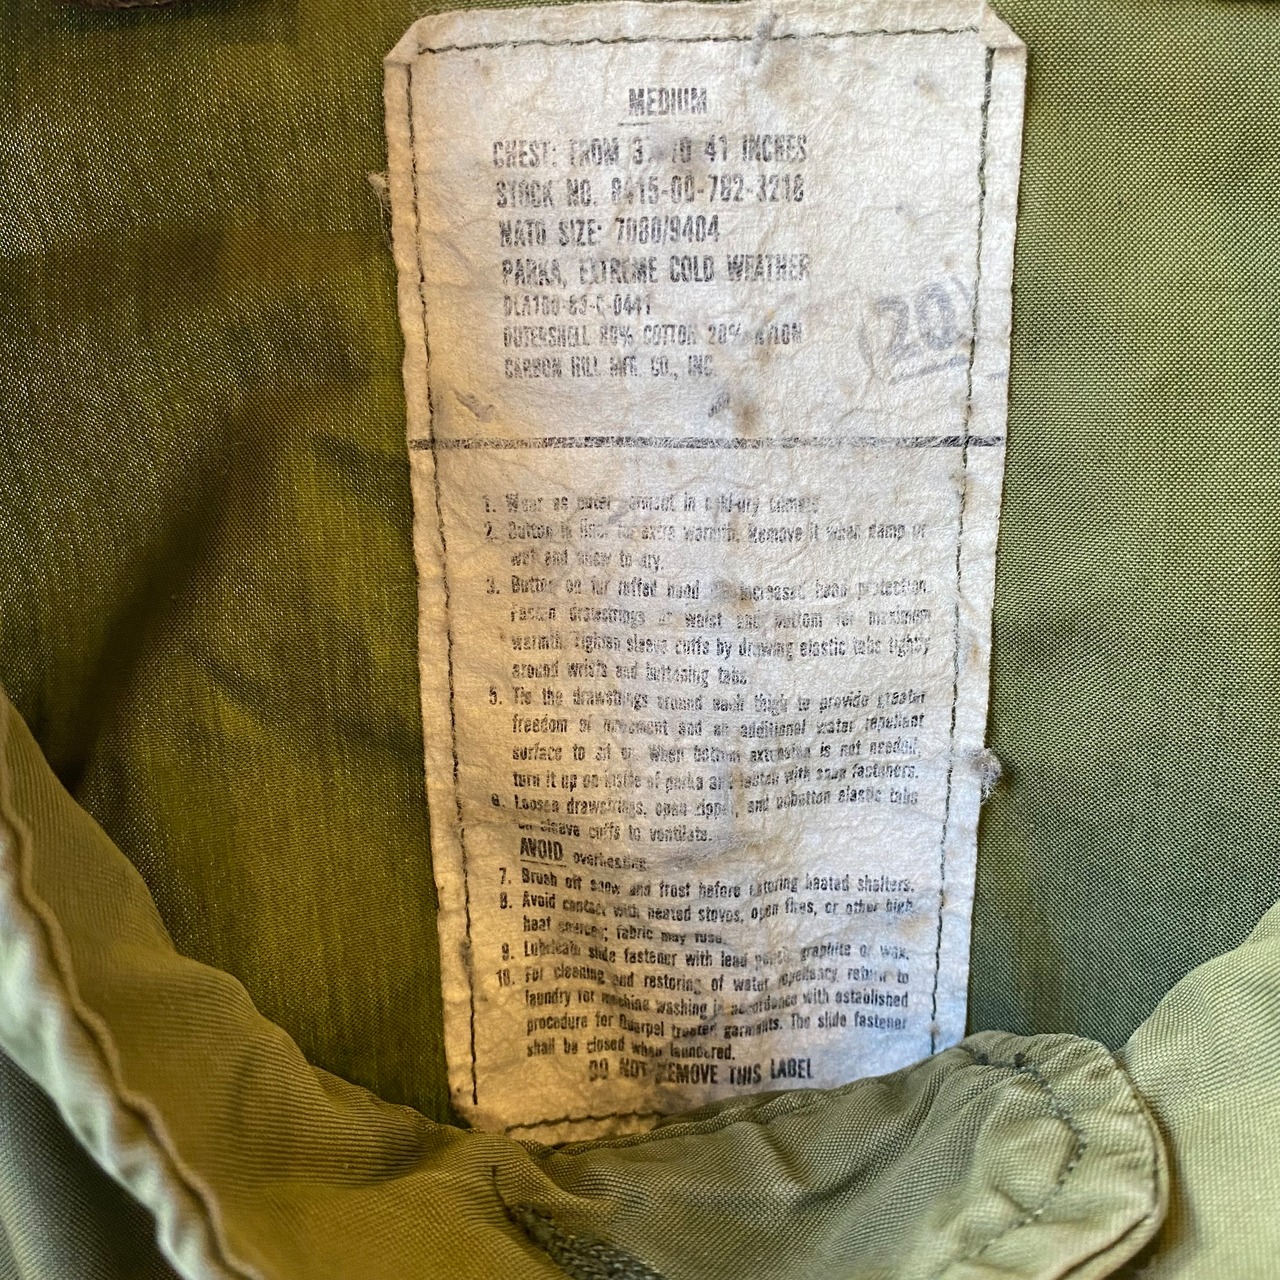 MEDIUM
CHEST: FROM 37 TO 41 INCHES
STOCK NO. 8415-00-782-3218
NATO SIZE: 7080/9404
PARKA, EXTREME COLD WEATHER
DLA100-83-C-0441
OUTERSHELL 80% COTTON 20% NYLON
CARBON HILL MFG. CO., INC.
(20)
1. Wear as outer garment in cold-dry climate
2. Button in liner for extra warmth. Remove it when damp or
wet and allow to dry.
3. Button on fur ruffed hood for increased head protection.
Fasten drawstrings at waist and bottom for maximum
warmth. Tighten sleeve cuffs by drawing elastic tabs tightly
around wrists and buttoning tabs.
5. Tie the drawstrings around each thigh to provide greater
freedom of movement and an additional water repellent
surface to sit on. When bottom extension is not needed,
turn it up on inside of parka and fasten with snap fasteners.
6. Loosen drawstrings, open zipper, and unbutton elastic tabs
on sleeve cuffs to ventilate.
AVOID overheating.
7. Brush off snow and frost before entering heated shelters.
8. Avoid contact with heated stoves, open fires, or other high
heat sources; fabric may fuse.
9. Lubricate slide fastener with lead pencil, graphite or wax.
10. For cleaning and restoring of water repellency, return to
laundry for machine washing in accordance with established
procedure for Quarpel treated garments. The slide fastener
shall be closed when laundered.
DO NOT REMOVE THIS LABEL